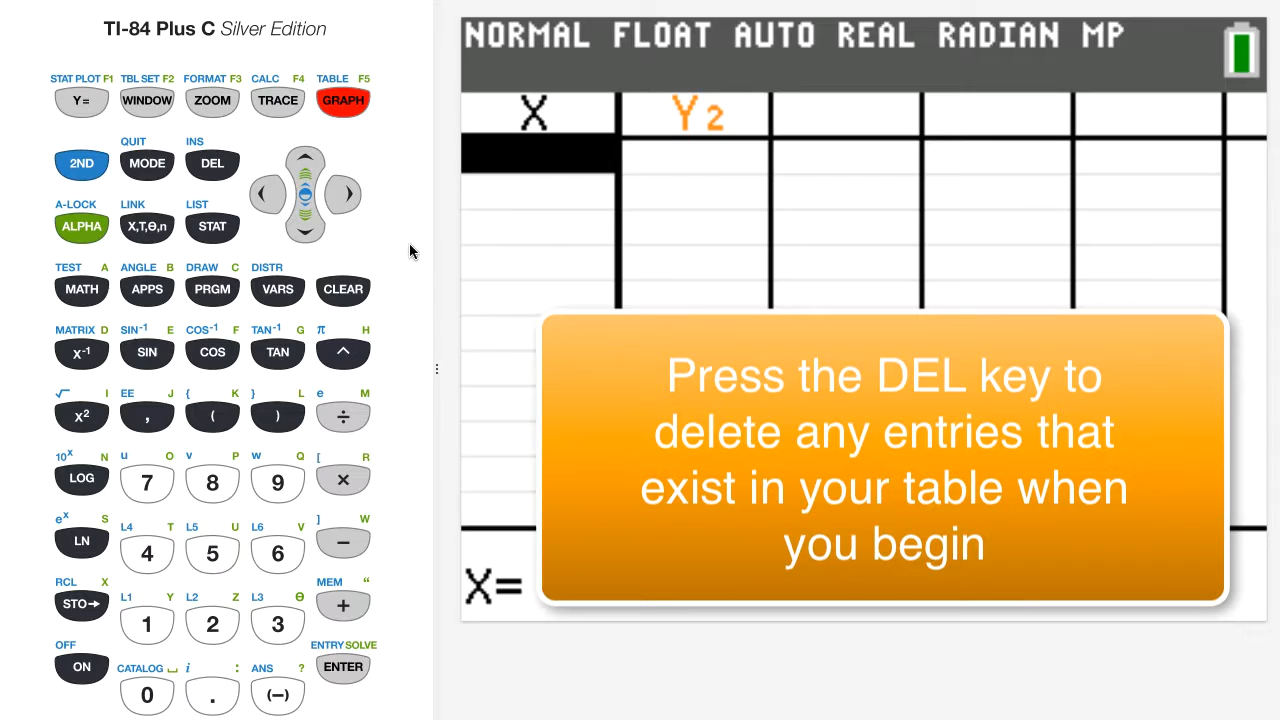 TI-84 Plus C Silver Edition
NORMAL FLOAT AUTO REAL RADIAN MP
STAT PLOT F1 TBL SET F2 FORMAT F3 CALC F4 TABLE F5
Y= WINDOW ZOOM TRACE GRAPH
X Y2
QUIT INS
2ND MODE DEL
A-LOCK LINK LIST
ALPHA X,T,Θ,n STAT
TEST A ANGLE B DRAW C DISTR
MATH APPS PRGM VARS CLEAR
MATRIX D SIN⁻¹ E COS⁻¹ F TAN⁻¹ G π H
X⁻¹ SIN COS TAN ^
√ I EE J { K } L e M
X² , ( ) ÷
10ˣ N u O v P w Q [ R
LOG 7 8 9 ×
eˣ S L4 T L5 U L6 V ] W
LN 4 5 6 −
RCL X L1 Y L2 Z L3 Θ MEM “
STO→ 1 2 3 +
OFF CATALOG ⎵ i : ANS ? ENTRY SOLVE
ON 0 . (−) ENTER
Press the DEL key to
delete any entries that
exist in your table when
you begin
X=